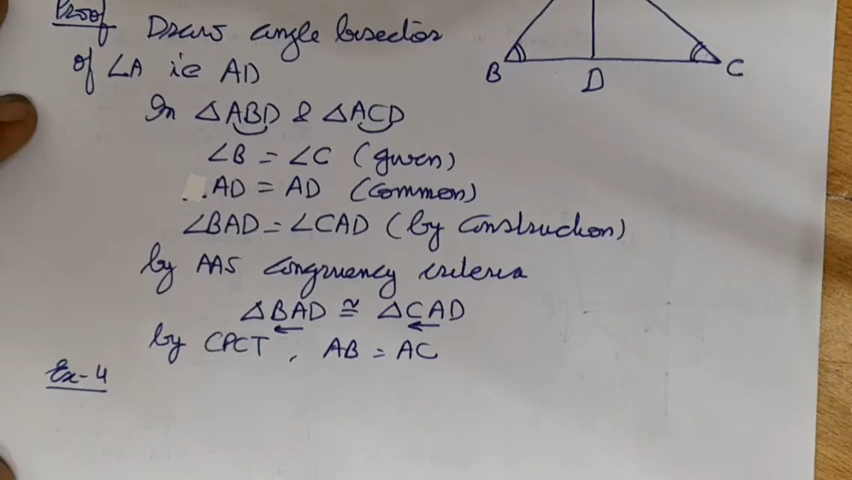 Proof Draw angle bisector
of ∠A ie AD
B D C
In △ABD & △ACD
∠B = ∠C (given)
AD = AD (common)
∠BAD = ∠CAD (by construction)
by AAS congruency criteria
△BAD ≅ △CAD
by CPCT, AB = AC
Ex-4